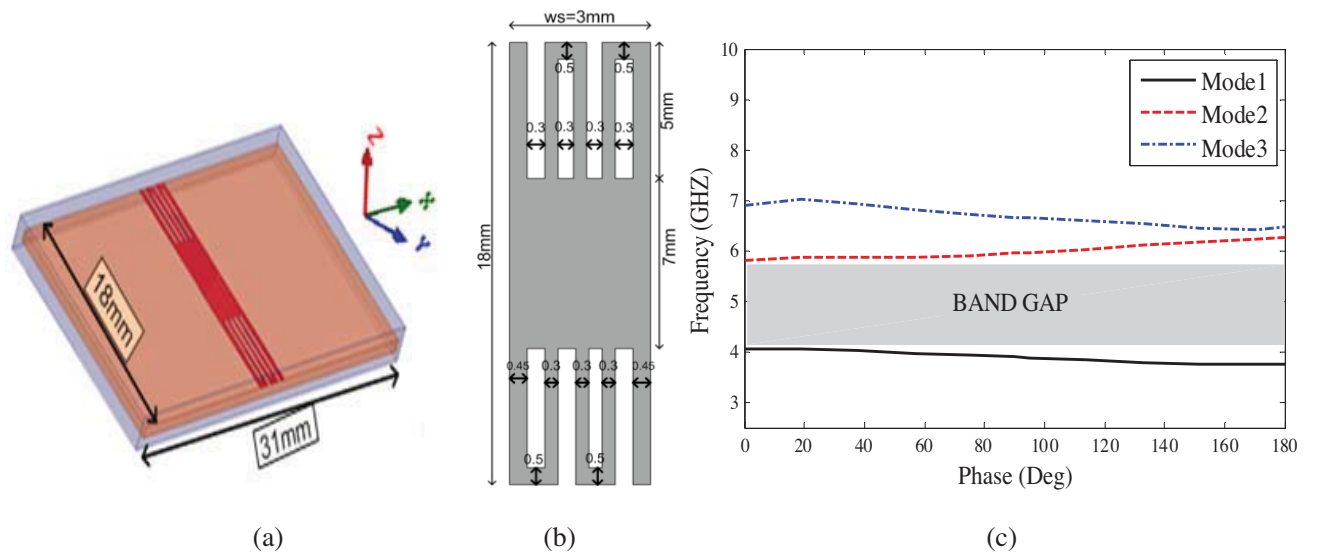 Z
X
Y
18mm
31mm
(a)
ws=3mm
0.5
0.5
5mm
0.3
0.3
0.3
0.3
18mm
7mm
0.45
0.3
0.3
0.3
0.45
0.5
0.5
(b)
10
9
8
7
6
5
4
3
Frequency (GHZ)
Mode1
Mode2
Mode3
BAND GAP
0
20
40
60
80
100
120
140
160
180
Phase (Deg)
(c)